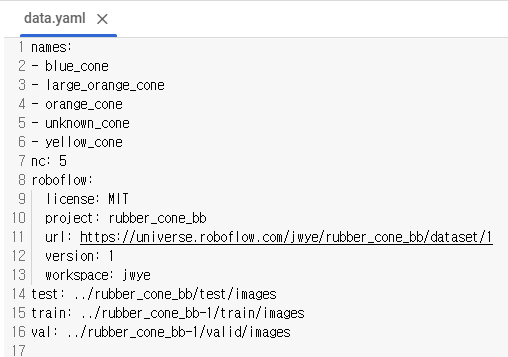 data.yaml ×
1 names:
2 - blue_cone
3 - large_orange_cone
4 - orange_cone
5 - unknown_cone
6 - yellow_cone
7 nc: 5
8 roboflow:
9   license: MIT
10   project: rubber_cone_bb
11   url: https://universe.roboflow.com/jwye/rubber_cone_bb/dataset/1
12   version: 1
13   workspace: jwye
14 test: ../rubber_cone_bb/test/images
15 train: ../rubber_cone_bb-1/train/images
16 val: ../rubber_cone_bb-1/valid/images
17